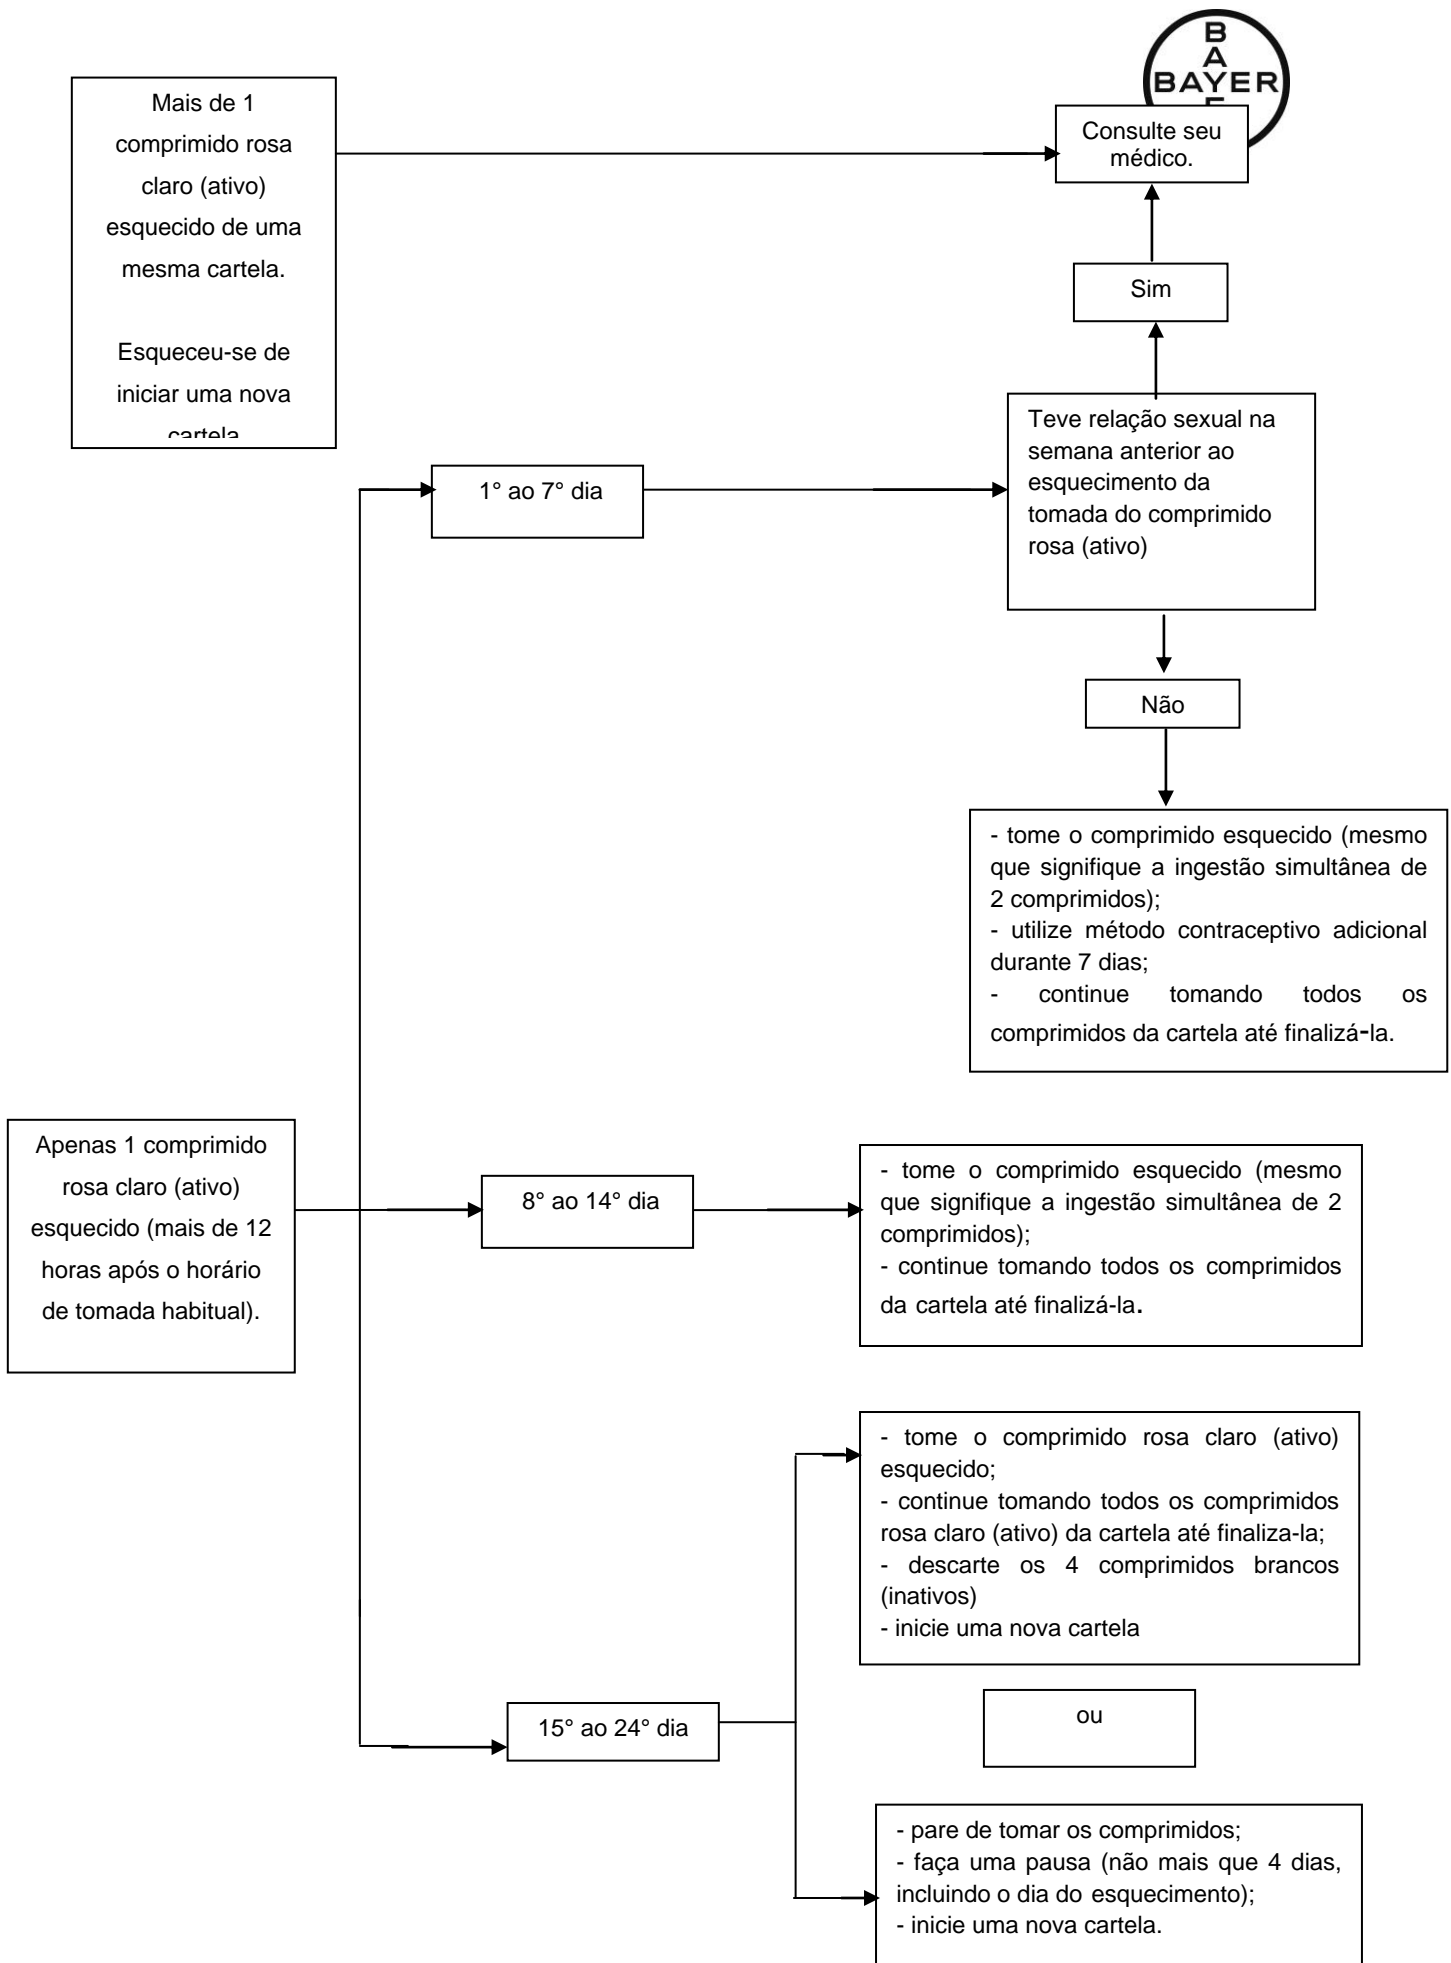 B
A
BAYER
Mais de 1
comprimido rosa
claro (ativo)
esquecido de uma
mesma cartela.
Esqueceu-se de
iniciar uma nova
cartela
Consulte seu
médico.
Sim
Teve relação sexual na
semana anterior ao
esquecimento da
tomada do comprimido
rosa (ativo)
1° ao 7° dia
Não
- tome o comprimido esquecido (mesmo
que signifique a ingestão simultânea de
2 comprimidos);
- utilize método contraceptivo adicional
durante 7 dias;
- continue tomando todos os
comprimidos da cartela até finalizá-la.
Apenas 1 comprimido
rosa claro (ativo)
esquecido (mais de 12
horas após o horário
de tomada habitual).
8° ao 14° dia
- tome o comprimido esquecido (mesmo
que signifique a ingestão simultânea de 2
comprimidos);
- continue tomando todos os comprimidos
da cartela até finalizá-la.
- tome o comprimido rosa claro (ativo)
esquecido;
- continue tomando todos os comprimidos
rosa claro (ativo) da cartela até finaliza-la;
- descarte os 4 comprimidos brancos
(inativos)
- inicie uma nova cartela
15° ao 24° dia
ou
- pare de tomar os comprimidos;
- faça uma pausa (não mais que 4 dias,
incluindo o dia do esquecimento);
- inicie uma nova cartela.